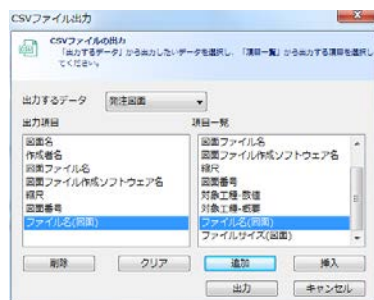 CSVファイル出力
CSVファイルの出力
「出力するデータ」から出力したいデータを選択し、「項目一覧」から出力する項目を選択し
てください。
出力するデータ
発注図面
出力項目
項目一覧
図面名
作成者名
図面ファイル名
図面ファイル作成ソフトウェア名
縮尺
図面番号
ファイル名(図面)
図面ファイル名
図面ファイル作成ソフトウェア名
縮尺
図面番号
対象工種-数値
対象工種-概要
ファイル名(図面)
ファイルサイズ(図面)
削除
クリア
追加
挿入
出力
キャンセル